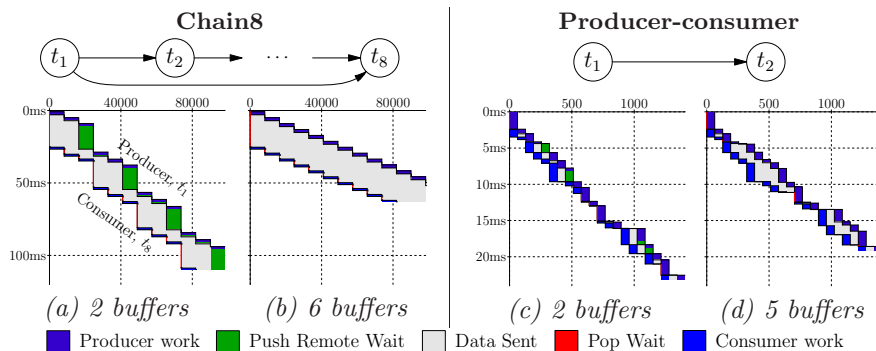 Chain8
Producer-consumer
t1 t2 ... t8
t1 t2
0 40000 80000
0 40000 80000
0 500 1000
0 500 1000
0ms
50ms
100ms
Producer, t1
Consumer, t8
0ms
5ms
10ms
15ms
20ms
(a) 2 buffers
(b) 6 buffers
(c) 2 buffers
(d) 5 buffers
Producer work
Push Remote Wait
Data Sent
Pop Wait
Consumer work